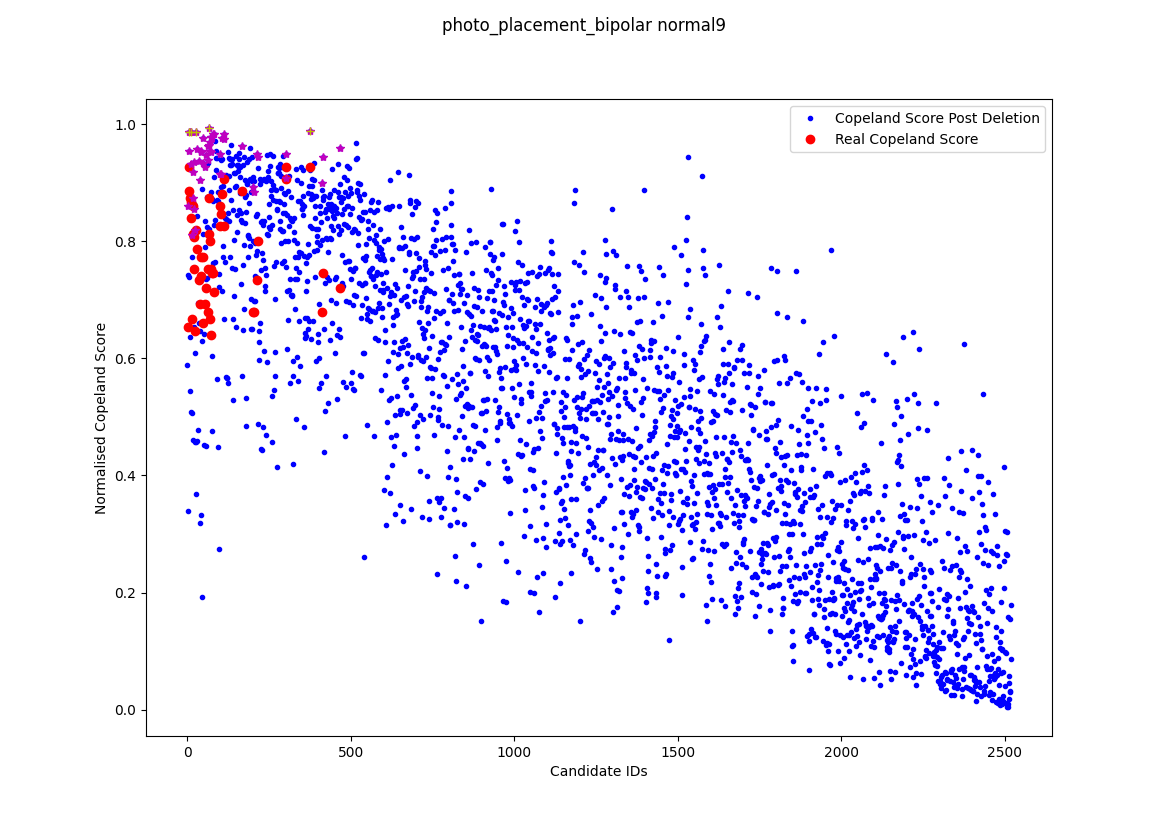 photo_placement_bipolar normal9
Copeland Score Post Deletion
Real Copeland Score
Normalised Copeland Score
1.0
0.8
0.6
0.4
0.2
0.0
0
500
1000
1500
2000
2500
Candidate IDs